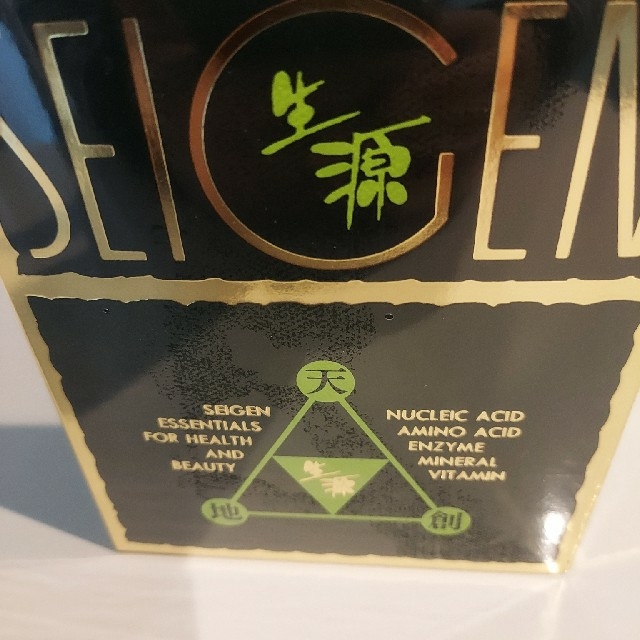 SEIGEN
生源
天
SEIGEN
ESSENTIALS
FOR HEALTH
AND
BEAUTY
NUCLEIC ACID
AMINO ACID
ENZYME
MINERAL
VITAMIN
生源
地
創